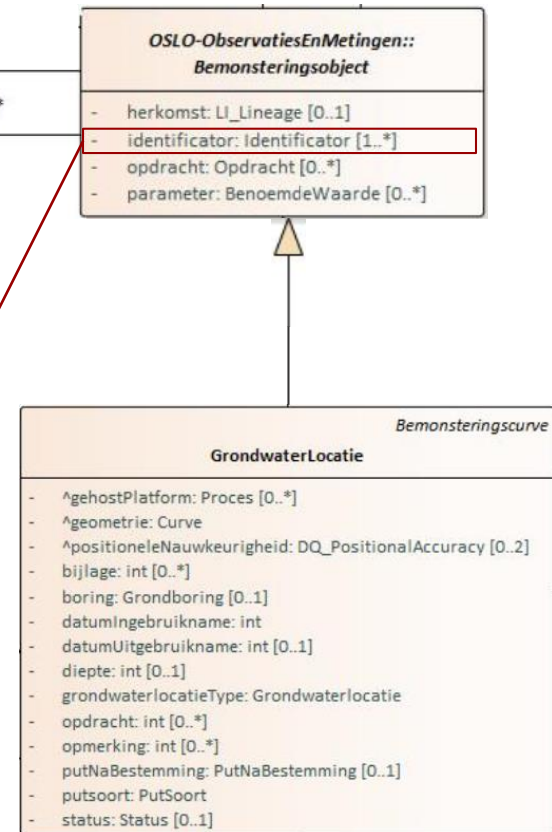 OSLO-ObservatiesEnMetingen::
Bemonsteringsobject
- herkomst: LI_Lineage [0..1]
- identificator: Identificator [1..*]
- opdracht: Opdracht [0..*]
- parameter: BenoemdeWaarde [0..*]
*
Bemonsteringscurve
GrondwaterLocatie
- ^gehostPlatform: Proces [0..*]
- ^geometrie: Curve
- ^positioneleNauwkeurigheid: DQ_PositionalAccuracy [0..2]
- bijlage: int [0..*]
- boring: Grondboring [0..1]
- datumIngebruikname: int
- datumUitgebruikname: int [0..1]
- diepte: int [0..1]
- grondwaterlocatieType: Grondwaterlocatie
- opdracht: int [0..*]
- opmerking: int [0..*]
- putNaBestemming: PutNaBestemming [0..1]
- putsoort: PutSoort
- status: Status [0..1]